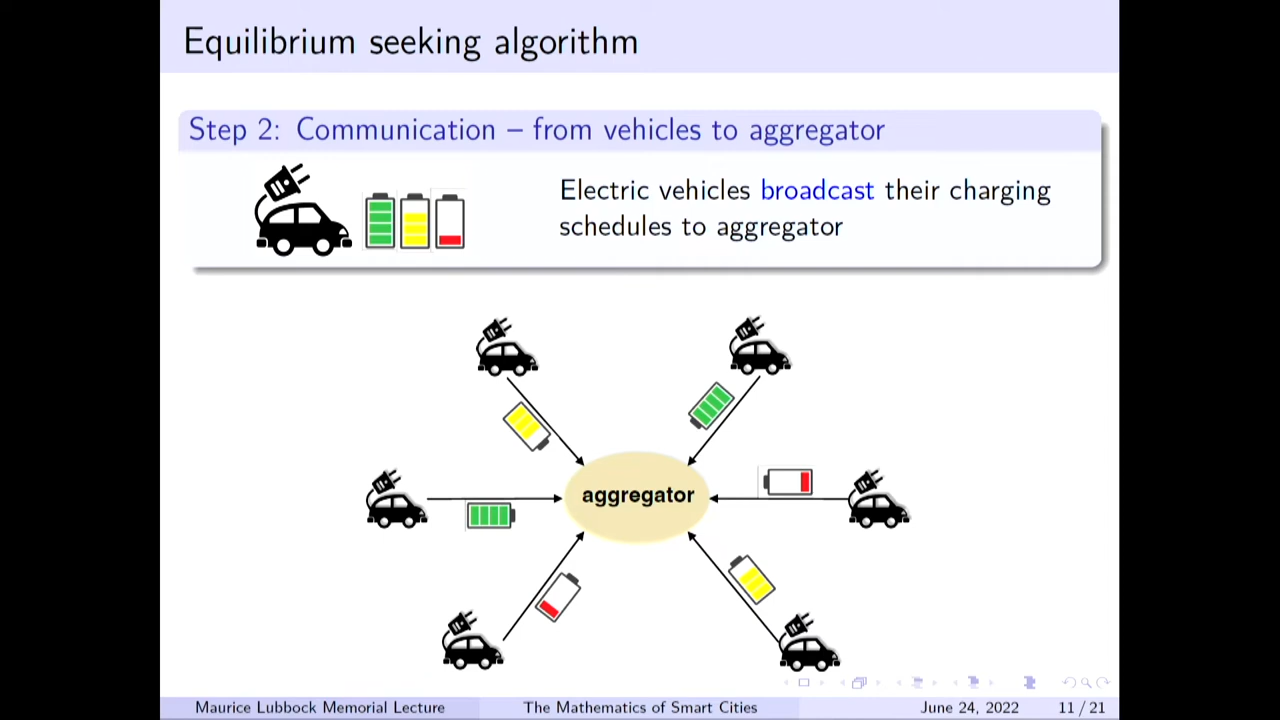 Equilibrium seeking algorithm
Step 2: Communication – from vehicles to aggregator
Electric vehicles broadcast their charging
schedules to aggregator
aggregator
Maurice Lubbock Memorial Lecture
The Mathematics of Smart Cities
June 24, 2022
11 / 21